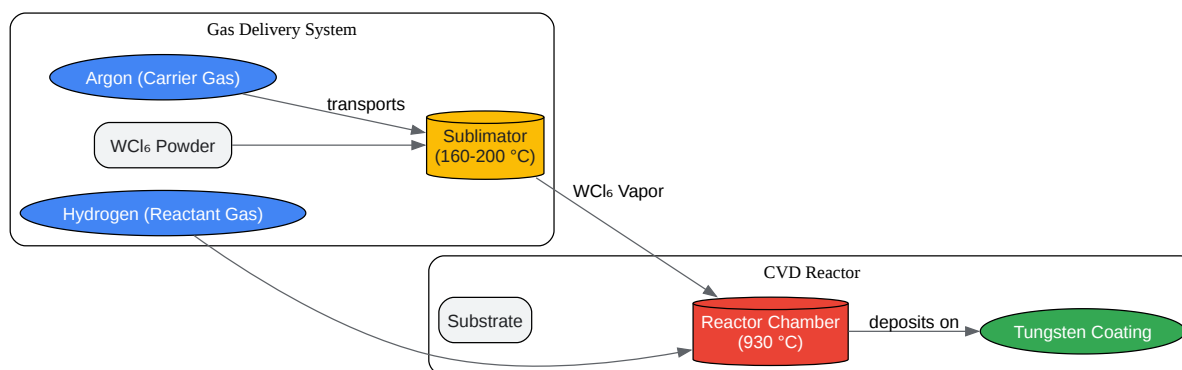 Gas Delivery System
Argon (Carrier Gas)
transports
WCl₆ Powder
Sublimator
(160-200 °C)
WCl₆ Vapor
Hydrogen (Reactant Gas)
CVD Reactor
Substrate
Reactor Chamber
(930 °C)
deposits on
Tungsten Coating